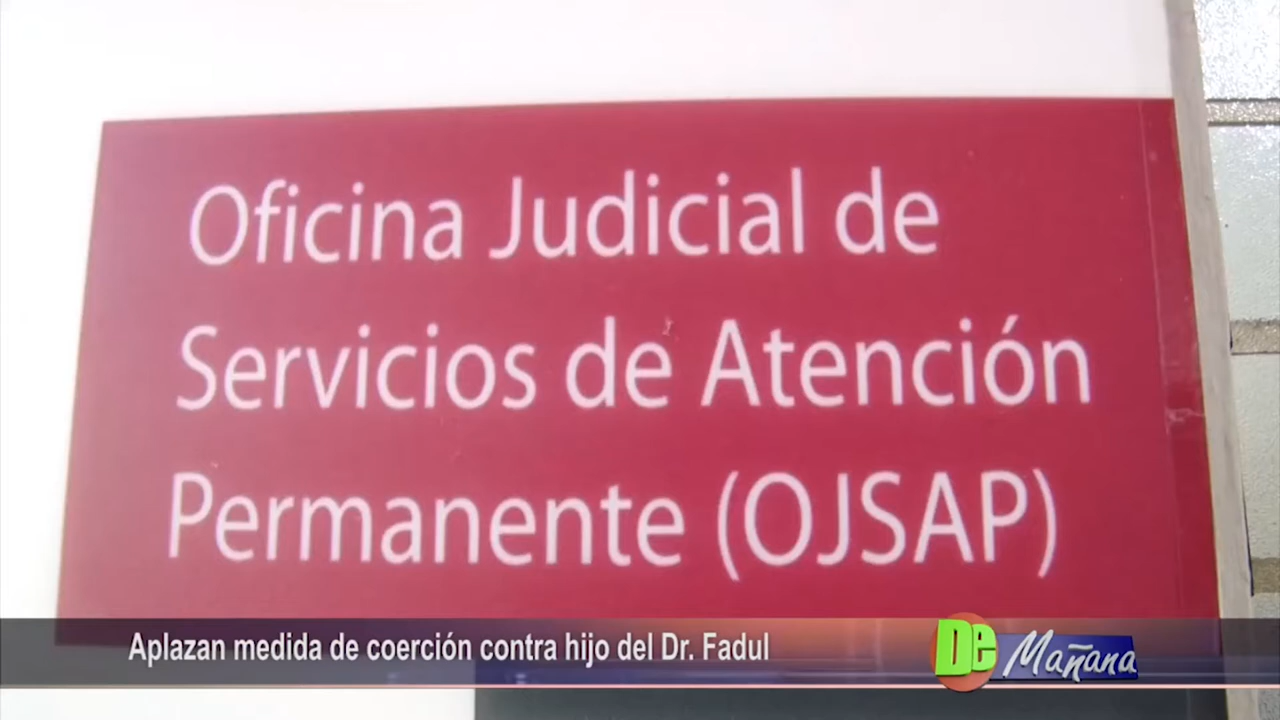 Oficina Judicial de
Servicios de Atención
Permanente (OJSAP)
Aplazan medida de coerción contra hijo del Dr. Fadul
De Mañana